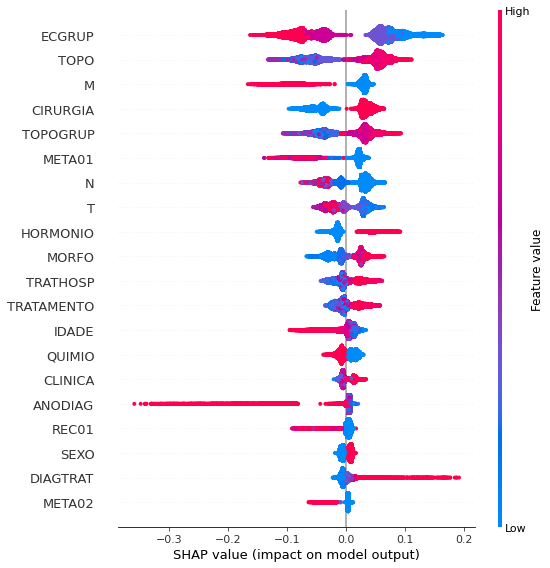 High
ECGRUP
TOPO
M
CIRURGIA
TOPOGRUP
META01
N
T
HORMONIO
MORFO
TRATHOSP
TRATAMENTO
IDADE
QUIMIO
CLINICA
ANODIAG
REC01
SEXO
DIAGTRAT
META02
Feature value
Low
−0.3 −0.2 −0.1 0.0 0.1 0.2
SHAP value (impact on model output)